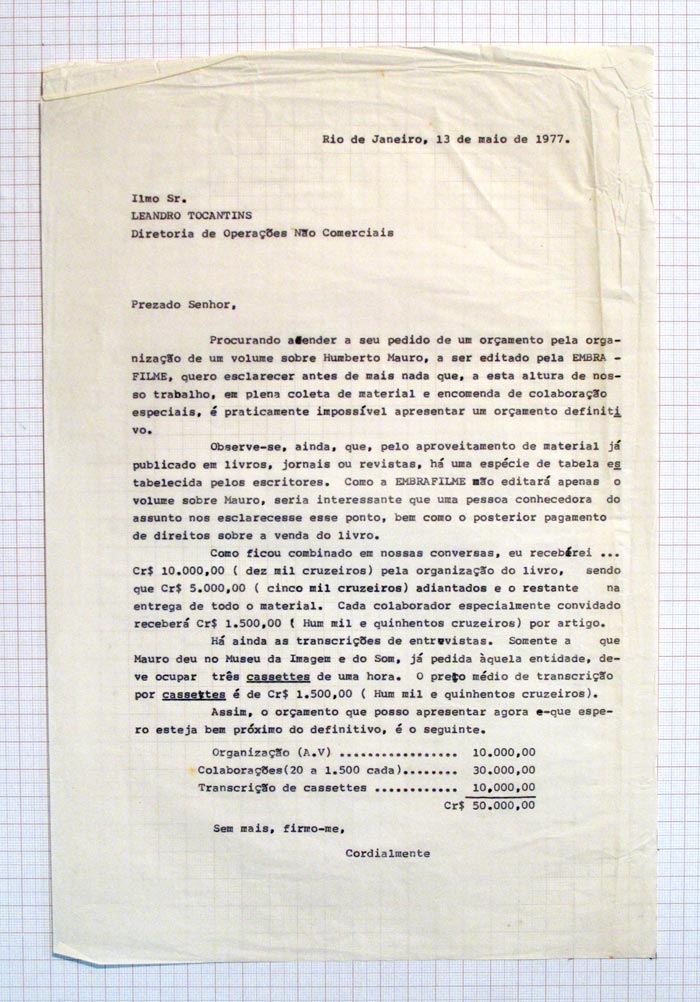 Rio de Janeiro, 13 de maio de 1977.
Ilmo Sr.
LEANDRO TOCANTINS
Diretoria de Operações Não Comerciais
Prezado Senhor,
Procurando atender a seu pedido de um orçamento pela orga-
nização de um volume sobre Humberto Mauro, a ser editado pela EMBRA -
FILME, quero esclarecer antes de mais nada que, a esta altura de nos-
so trabalho, em plena coleta de material e encomenda de colaboração
especiais, é praticamente impossível apresentar um orçamento definiti
vo.
Observe-se, ainda, que, pelo aproveitamento de material já
publicado em livros, jornais ou revistas, há uma espécie de tabela es
tabelecida pelos escritores. Como a EMBRAFILME não editará apenas o
volume sobre Mauro, seria interessante que uma pessoa conhecedora do
assunto nos esclarecesse esse ponto, bem como o posterior pagamento
de direitos sobre a venda do livro.
Como ficou combinado em nossas conversas, eu receberei ...
Cr$ 10.000,00 ( dez mil cruzeiros) pela organização do livro, sendo
que Cr$ 5.000,00 ( cinco mil cruzeiros) adiantados e o restante na
entrega de todo o material. Cada colaborador especialmente convidado
receberá Cr$ 1.500,00 ( Hum mil e quinhentos cruzeiros) por artigo.
Há ainda as transcrições de entrevistas. Somente a que
Mauro deu no Museu da Imagem e do Som, já pedida àquela entidade, de-
ve ocupar três cassettes de uma hora. O preço médio de transcrição
por cassettes é de Cr$ 1.500,00 ( Hum mil e quinhentos cruzeiros).
Assim, o orçamento que posso apresentar agora e-que espe-
ro esteja bem próximo do definitivo, é o seguinte.
Organização (A.V) ................. 10.000,00
Colaborações(20 a 1.500 cada)........ 30.000,00
Transcrição de cassettes ............ 10,000,00
Cr$ 50.000,00
Sem mais, firmo-me,
Cordialmente